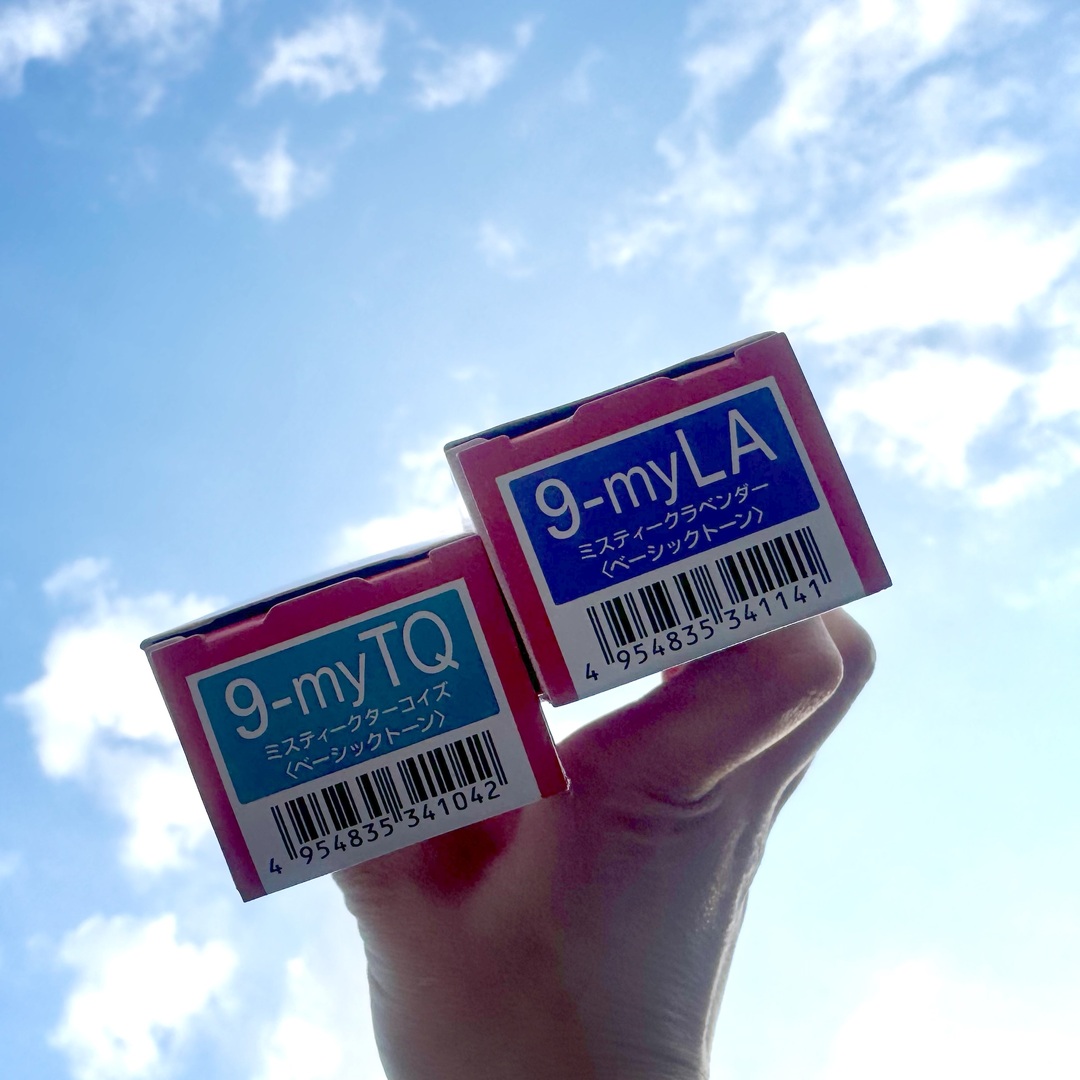 9-myLA
ミスティークラベンダー
〈ベーシックトーン〉
4 954835 341141
9-myTQ
ミスティークターコイズ
〈ベーシックトーン〉
4 954835 341042